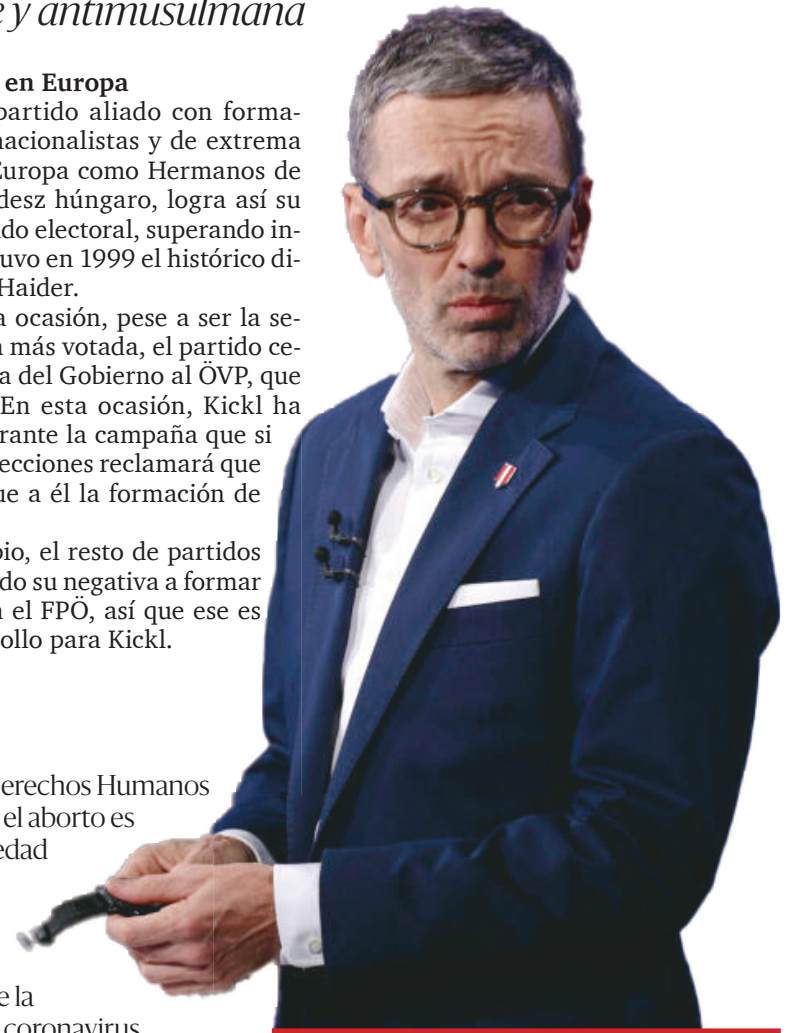 e y antimusulmana
en Europa
partido aliado con forma-
nacionalistas y de extrema
Europa como Hermanos de
desz húngaro, logra así su
do electoral, superando in-
uvo en 1999 el histórico di-
Haider.
a ocasión, pese a ser la se-
más votada, el partido ce-
a del Gobierno al ÖVP, que
En esta ocasión, Kickl ha
rante la campaña que si
ecciones reclamará que
ue a él la formación de
pio, el resto de partidos
do su negativa a formar
n el FPÖ, así que ese es
ollo para Kickl.
erechos Humanos
el aborto es
edad
e la
coronavirus